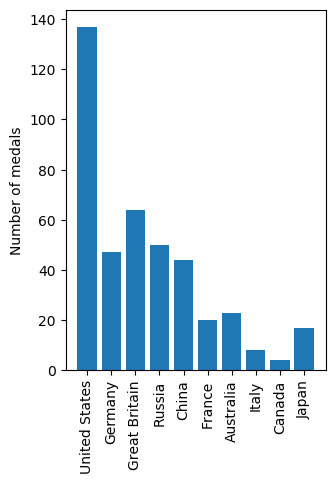 Number of medals
140
120
100
80
60
40
20
0
United States
Germany
Great Britain
Russia
China
France
Australia
Italy
Canada
Japan